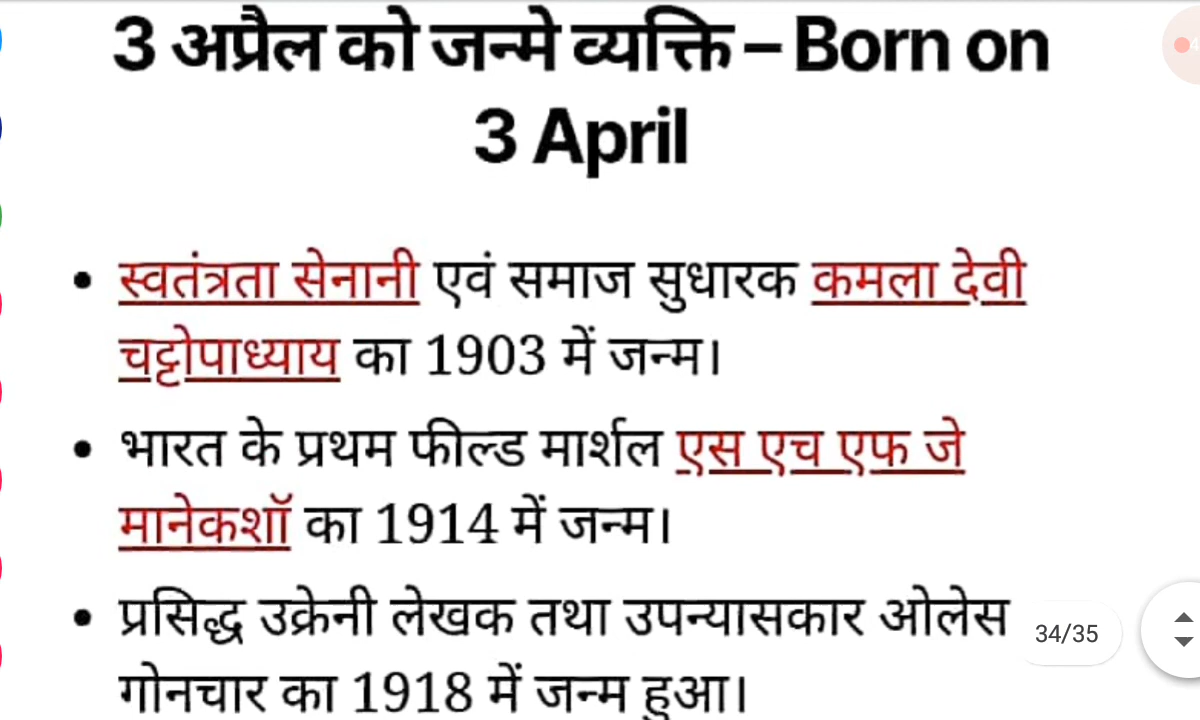 3 अप्रैल को जन्मे व्यक्ति – Born on
3 April
• स्वतंत्रता सेनानी एवं समाज सुधारक कमला देवी
चट्टोपाध्याय का 1903 में जन्म।
• भारत के प्रथम फील्ड मार्शल एस एच एफ जे
मानेकशॉ का 1914 में जन्म।
• प्रसिद्ध उक्रेनी लेखक तथा उपन्यासकार ओलेस
34/35
गोनचार का 1918 में जन्म हुआ।